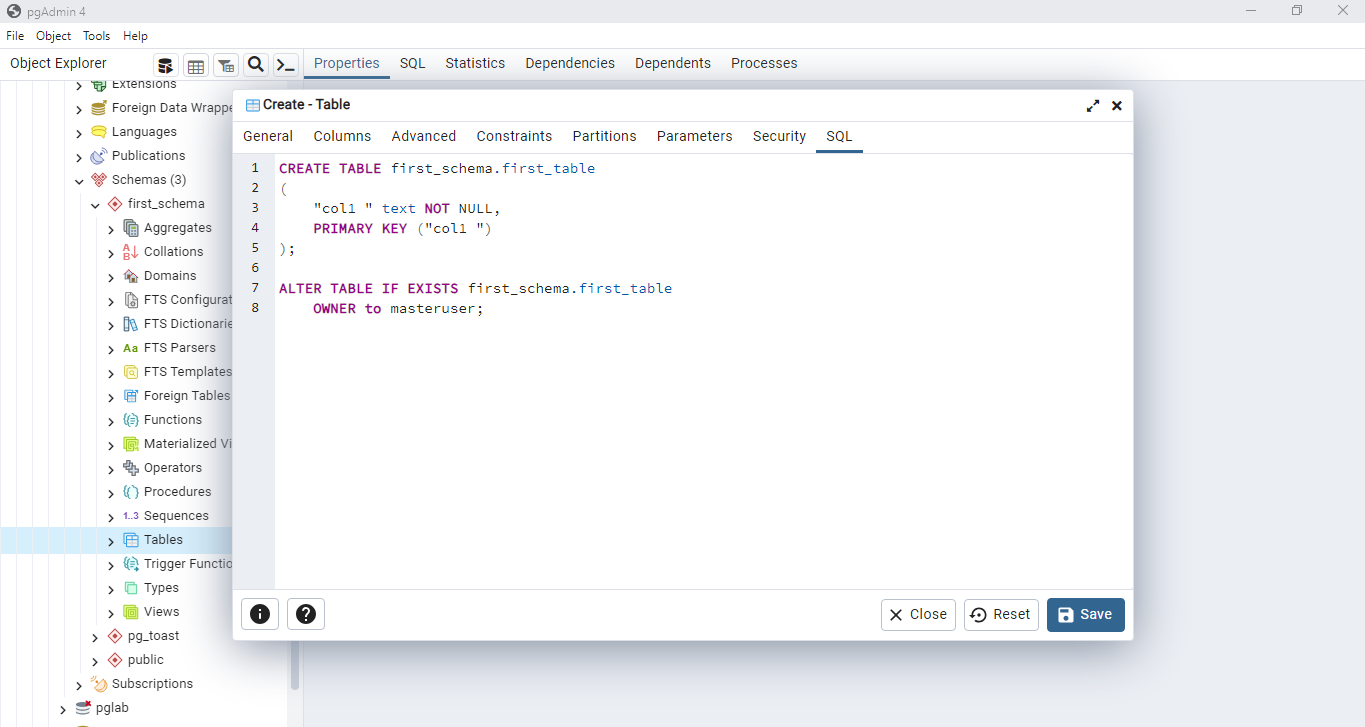 pgAdmin 4
File Object Tools Help
Object Explorer
Properties SQL Statistics Dependencies Dependents Processes
Extensions
Foreign Data Wrappe
Languages
Publications
Schemas (3)
first_schema
Aggregates
Collations
Domains
FTS Configurat
FTS Dictionarie
Aa FTS Parsers
FTS Templates
Foreign Tables
Functions
Materialized Vi
Operators
Procedures
1..3 Sequences
Tables
Trigger Functio
Types
Views
pg_toast
public
Subscriptions
pglab
Create - Table
General Columns Advanced Constraints Partitions Parameters Security SQL
1 CREATE TABLE first_schema.first_table
2 (
3 "col1 " text NOT NULL,
4 PRIMARY KEY ("col1 ")
5 );
6
7 ALTER TABLE IF EXISTS first_schema.first_table
8 OWNER to masteruser;
Close Reset Save